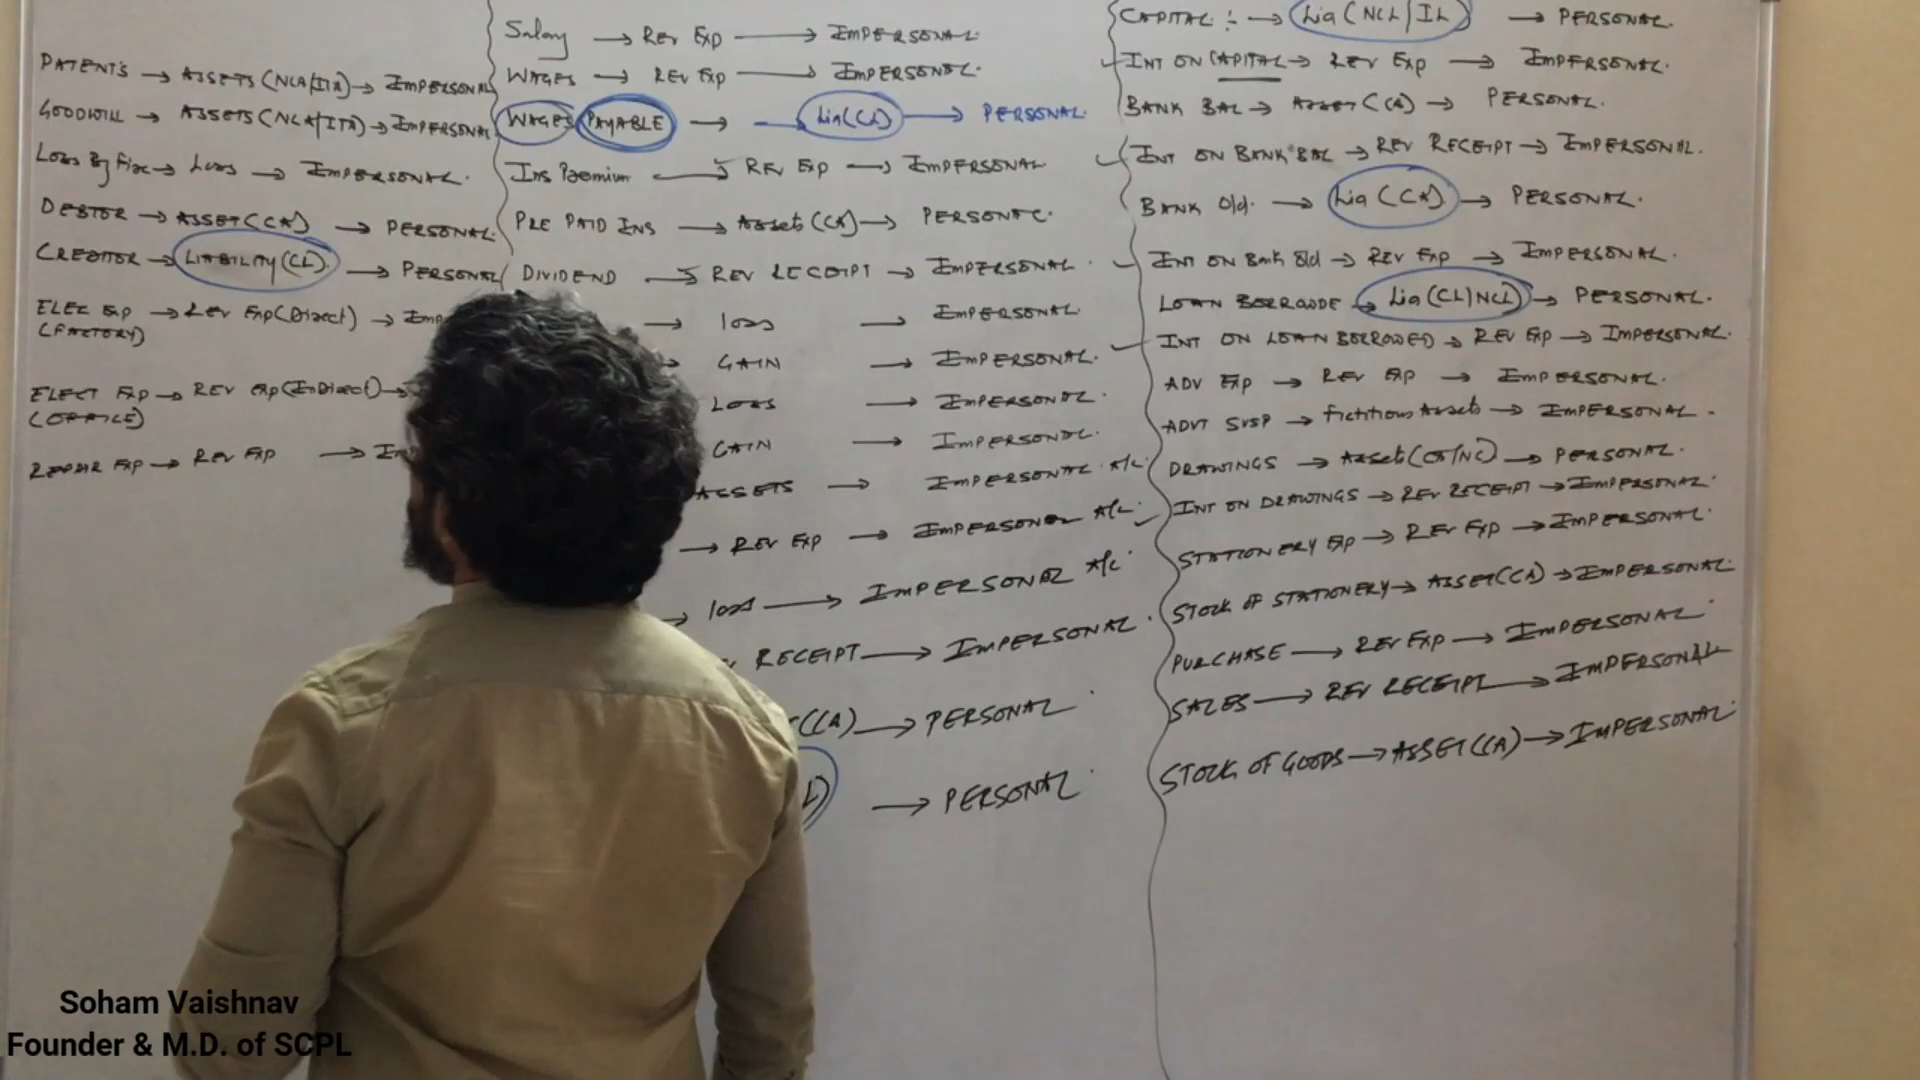 PATENTS → ASSETS (NCA/ITA) → IMPERSONAL
GOODWILL → ASSETS (NCA/ITA) → IMPERSONAL
Loss By Fire → Loss → IMPERSONAL.
DEBTOR → ASSET (CA) → PERSONAL.
CREDITOR → LIABILITY (CL). → PERSONAL
ELEC EXP → REV EXP (Direct) → Imp
(FACTORY)
ELECT EXP → REV EXP (InDirect) →
(OFFICE)
REPAIR EXP → REV EXP →
Salary → REV EXP → IMPERSONAL.
WAGES → REV EXP → IMPERSONAL.
WAGES PAYABLE → Lia (CL) → PERSONAL.
Ins Premium → REV EXP → IMPERSONAL
PRE PAID INS → Assets (CA) → PERSONAL.
DIVIDEND → REV RECEIPT → IMPERSONAL
→ loss → IMPERSONAL.
→ GAIN → IMPERSONAL.
LOSS → IMPERSONAL.
GAIN → IMPERSONAL.
ASSETS → IMPERSONAL A/C
→ REV EXP → IMPERSONAL A/C
→ loss → IMPERSONAL A/C
RECEIPT → IMPERSONAL.
(CA) → PERSONAL
→ PERSONAL
CAPITAL : → Lia (NCL/IL) → PERSONAL.
INT ON CAPITAL → REV EXP → IMPERSONAL.
BANK BAL → ASSET (CA) → PERSONAL.
INT ON BANK BAL → REV RECEIPT → IMPERSONAL.
BANK O/d. → Lia (CA) → PERSONAL.
INT ON Bank O/d → REV EXP → IMPERSONAL.
LOAN BORROWDE → Lia (CL/NCL) → PERSONAL.
INT ON LOAN BORROWED → REV EXP → IMPERSONAL.
ADV EXP → REV EXP → IMPERSONAL.
ADVT SUSP → Fictitious Assets → IMPERSONAL.
DRAWINGS → Assets (CA/NC) → PERSONAL.
INT ON DRAWINGS → REV RECEIPT → IMPERSONAL.
STATIONERY EXP → REV EXP → IMPERSONAL.
STOCK OF STATIONERY → ASSET (CA) → IMPERSONAL.
PURCHASE → REV EXP → IMPERSONAL.
SALES → REV RECEIPT → IMPERSONAL
STOCK OF GOODS → ASSET (CA) → IMPERSONAL.
Soham Vaishnav
Founder & M.D. of SCPL